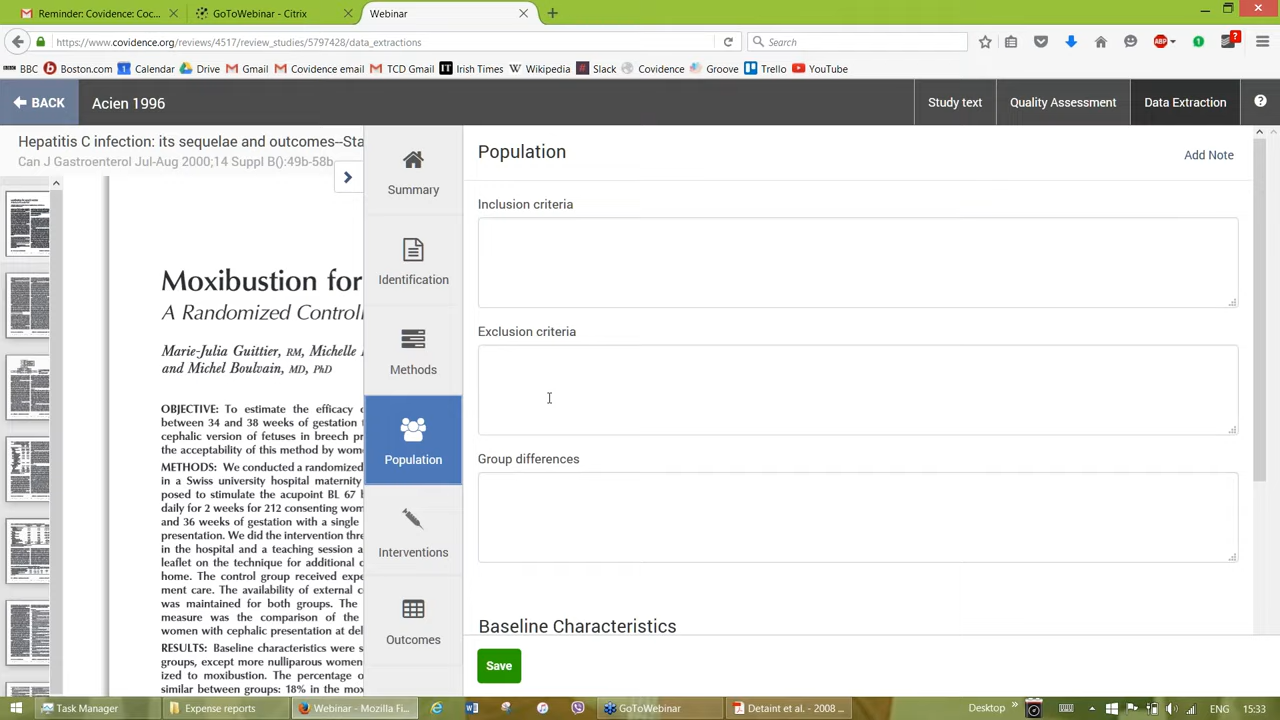 Reminder: Covidence:
GoToWebinar - Citrix
Webinar
https://www.covidence.org/reviews/4517/review_studies/5797428/data_extractions
Search
ABP
1
?
BBC
Boston.com
Calendar
Drive
Gmail
Covidence email
TCD Gmail
Irish Times
Wikipedia
Slack
Covidence
Groove
Trello
YouTube
BACK
Acien 1996
Study text
Quality Assessment
Data Extraction
Hepatitis C infection: its sequelae and outcomes--Sta
Can J Gastroenterol Jul-Aug 2000;14 Suppl B():49b-58b
Moxibustion for
A Randomized Controll
Marie-Julia Guittier, RM, Michelle
and Michel Boulvain, MD, PhD
OBJECTIVE: To estimate the efficacy
between 34 and 38 weeks of gestation
cephalic version of fetuses in breech pr
the acceptability of this method by wom
METHODS: We conducted a randomized
in a Swiss university hospital maternity
posed to stimulate the acupoint BL 67
daily for 2 weeks for 212 consenting wom
and 36 weeks of gestation with a single
presentation. We did the intervention thre
in the hospital and a teaching session a
leaflet on the technique for additional
home. The control group received expe
ment care. The availability of external c
was maintained for both groups. The
measure was the comparison of the
women with cephalic presentation at del
RESULTS: Baseline characteristics were s
groups, except more nulliparous women
ized to moxibustion. The percentage o
similar between groups: 18% in the mox
Summary
Identification
Methods
Population
Interventions
Outcomes
Population
Add Note
Inclusion criteria
Exclusion criteria
Group differences
Baseline Characteristics
Save
Task Manager
Expense reports
Webinar - Mozilla Fi...
GoToWebinar
Detaint et al. - 2008 ...
Desktop
ENG
15:33